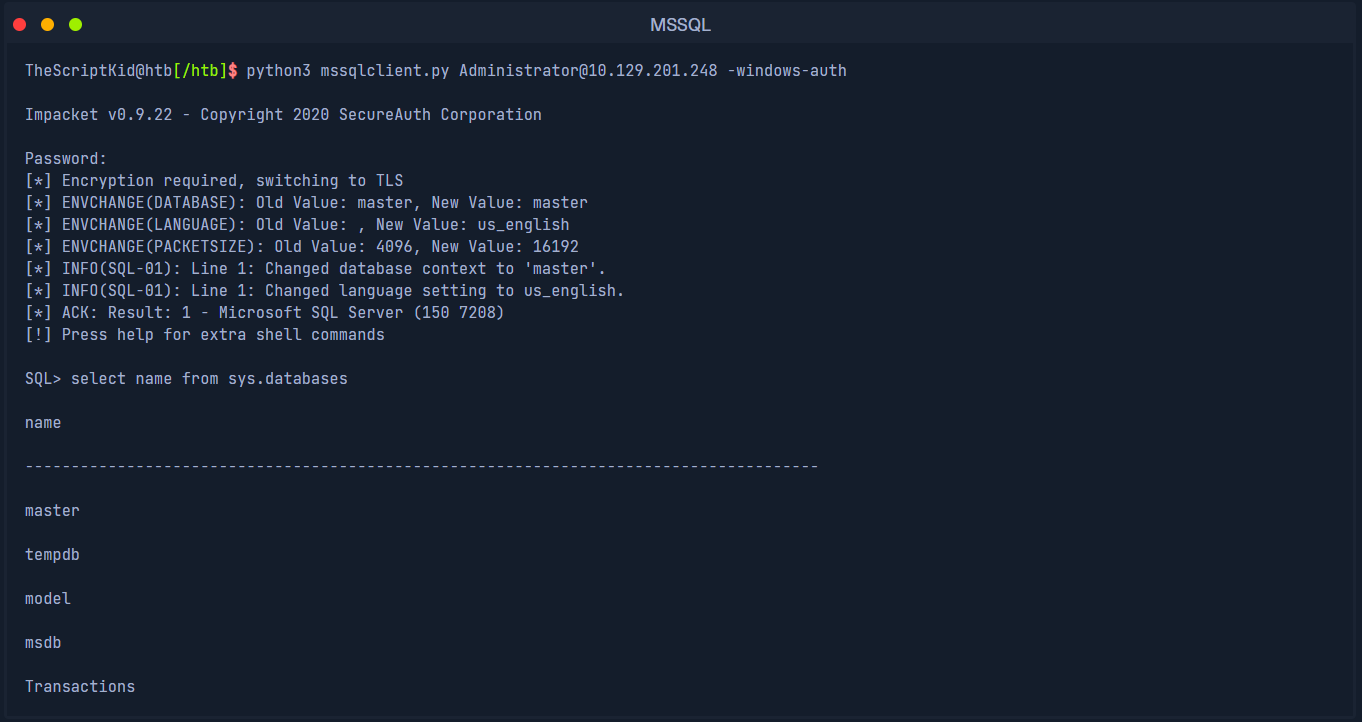 MSSQL
TheScriptKid@htb[/htb]$ python3 mssqlclient.py Administrator@10.129.201.248 -windows-auth
Impacket v0.9.22 - Copyright 2020 SecureAuth Corporation
Password:
[*] Encryption required, switching to TLS
[*] ENVCHANGE(DATABASE): Old Value: master, New Value: master
[*] ENVCHANGE(LANGUAGE): Old Value: , New Value: us_english
[*] ENVCHANGE(PACKETSIZE): Old Value: 4096, New Value: 16192
[*] INFO(SQL-01): Line 1: Changed database context to 'master'.
[*] INFO(SQL-01): Line 1: Changed language setting to us_english.
[*] ACK: Result: 1 - Microsoft SQL Server (150 7208)
[!] Press help for extra shell commands
SQL> select name from sys.databases
name
--------------------------------------------------------------------------------------
master
tempdb
model
msdb
Transactions